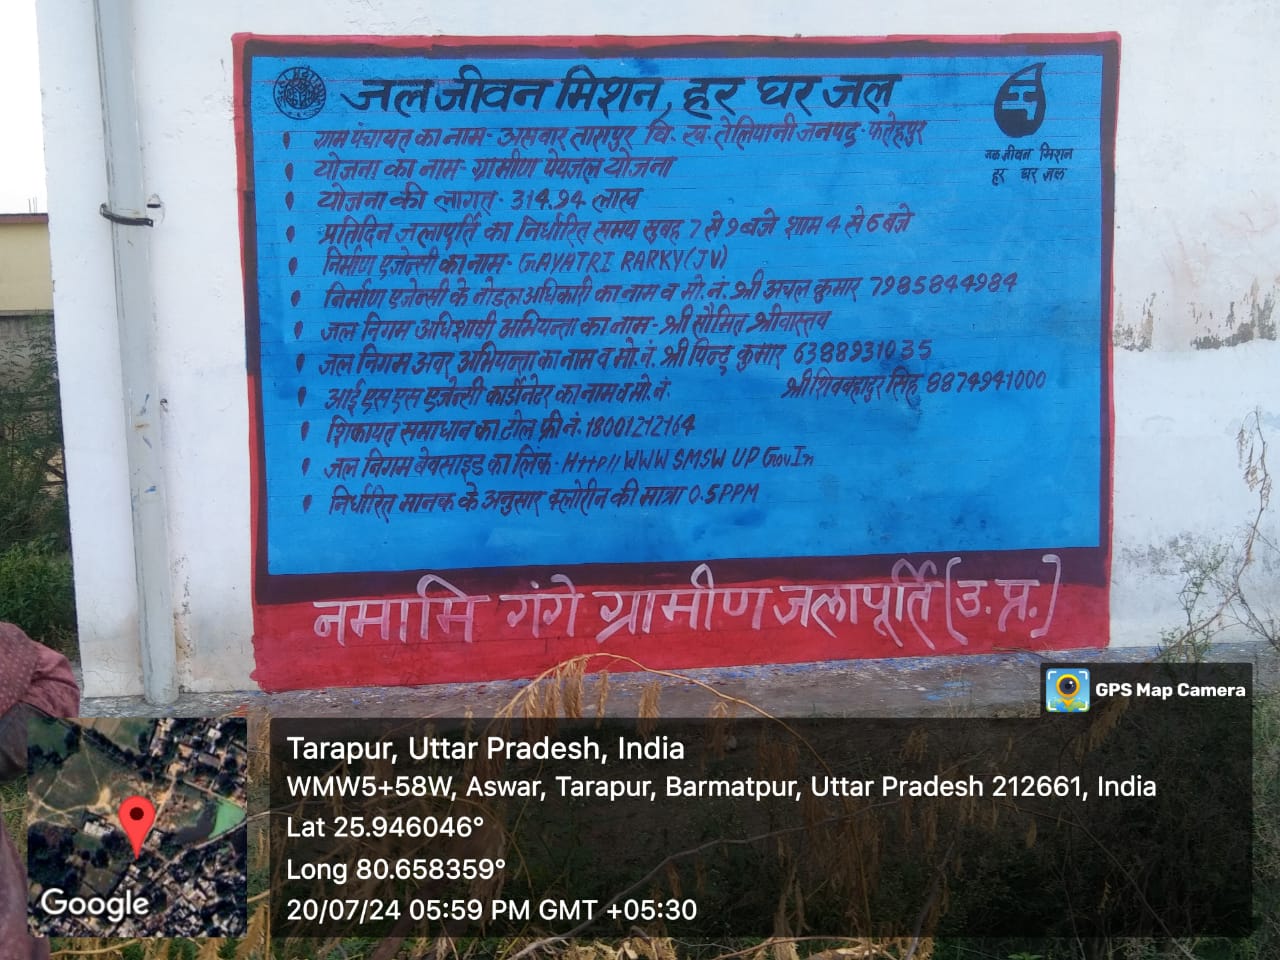 जल जीवन मिशन, हर घर जल
जल जीवन मिशन
हर घर जल
• ग्राम पंचायत का नाम- असवार तारापुर वि. ख. तेलियानी जनपद- फतेहपुर
• योजना का नाम- ग्रामीण पेयजल योजना
• योजना की लागत- 314.94 लाख
• प्रतिदिन जलापूर्ति का निर्धारित समय सुबह 7 से 9 बजे शाम 4 से 6 बजे
• निर्माण एजेन्सी का नाम- GAYATRI RARKY(JV)
• निर्माण एजेन्सी के नोडल अधिकारी का नाम व मो.नं. श्री अचल कुमार 7985844984
• जल निगम अधिशाषी अभियन्ता का नाम- श्री सौमित श्रीवास्तव
• जल निगम अवर अभियन्ता का नाम व मो.नं. श्री पिन्टू कुमार 6388931035
• आई एस एस एजेन्सी कार्डीनेटर का नाम व मो.नं. श्री शिवबहादुर सिंह 8874941000
• शिकायत समाधान का टोल फ्री नं. 18001212164
• जल निगम बेवसाइड का लिंक- Http// WWW SMSW UP Gov In
• निर्धारित मानक के अनुसार क्लोरीन की मात्रा 0.5 PPM
नमामि गंगे ग्रामीण जलापूर्ति (उ.प्र.)
GPS Map Camera
Tarapur, Uttar Pradesh, India
WMW5+58W, Aswar, Tarapur, Barmatpur, Uttar Pradesh 212661, India
Lat 25.946046°
Long 80.658359°
20/07/24 05:59 PM GMT +05:30
Google